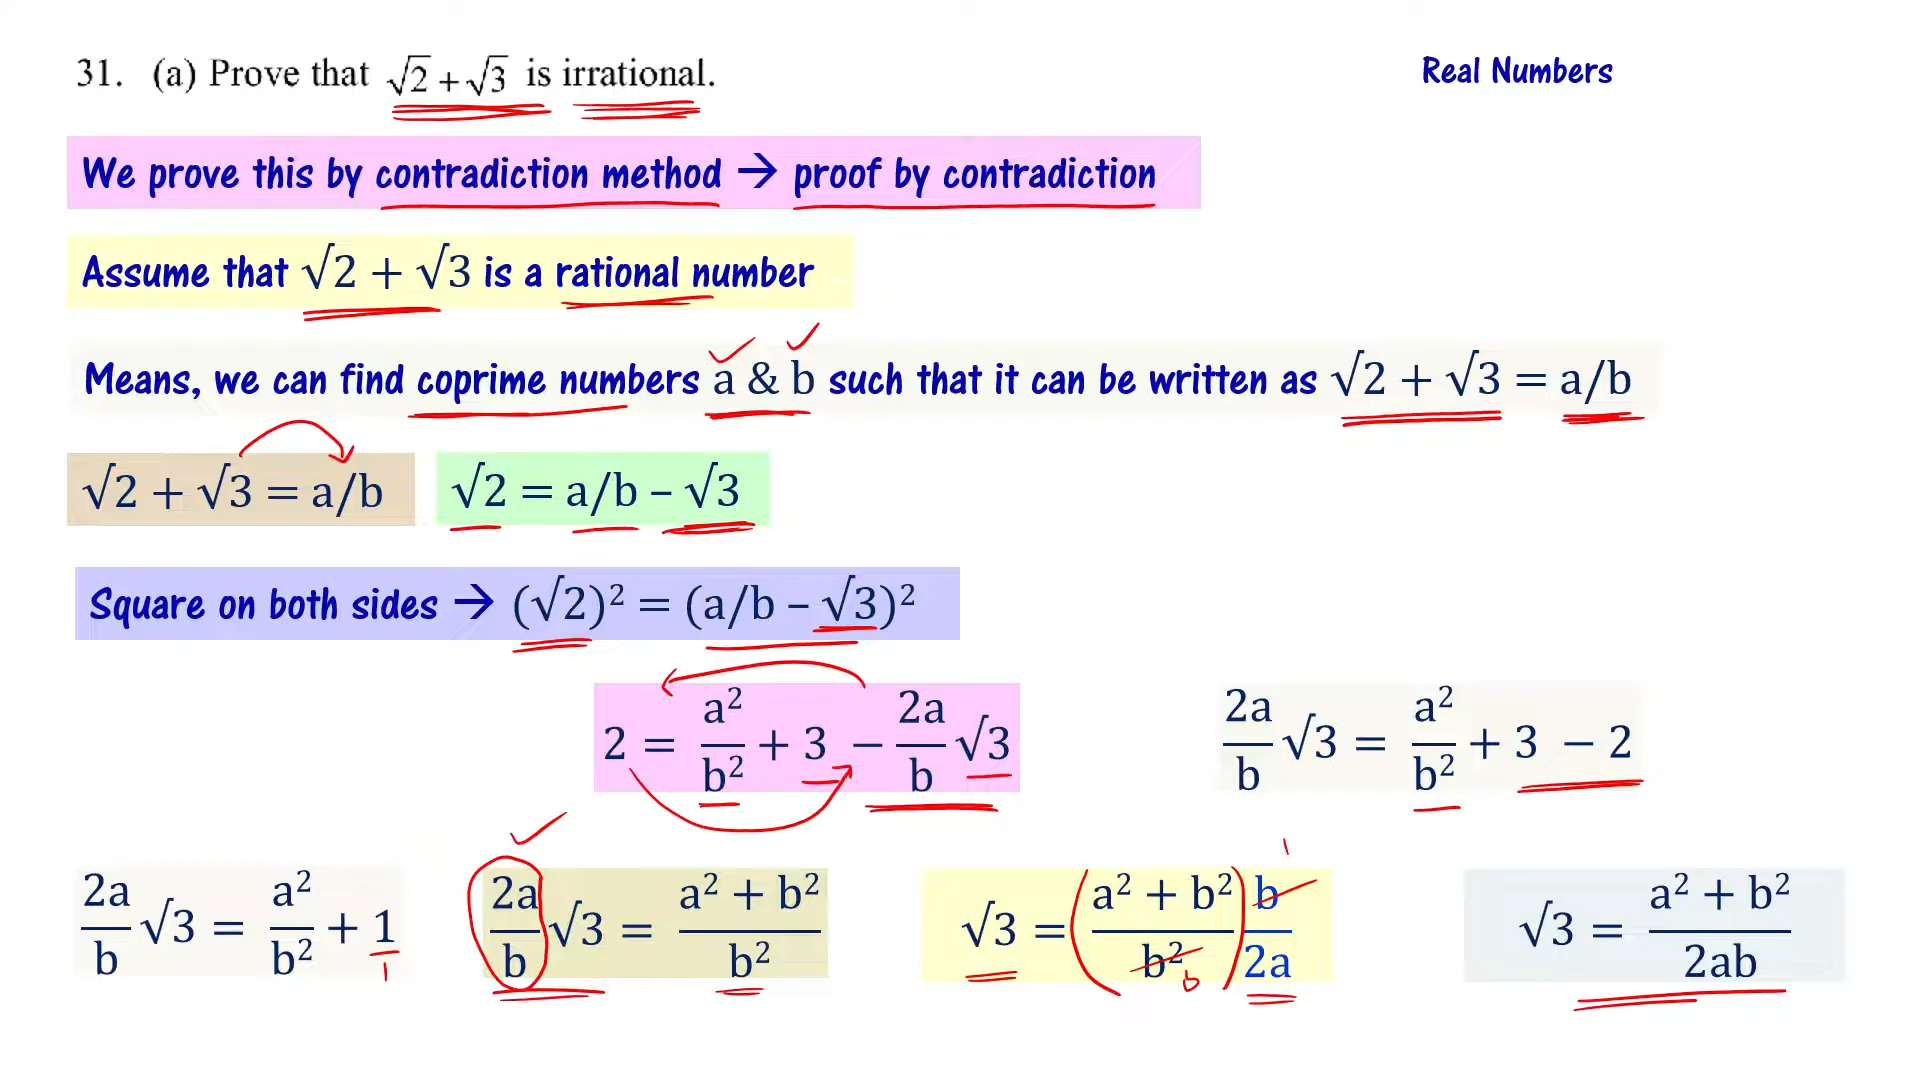 31. (a) Prove that √2 + √3 is irrational.
Real Numbers
We prove this by contradiction method → proof by contradiction
Assume that √2 + √3 is a rational number
Means, we can find coprime numbers a & b such that it can be written as √2 + √3 = a/b
√2 + √3 = a/b
√2 = a/b – √3
Square on both sides → (√2)² = (a/b – √3)²
2 = a²/b² + 3 – 2a/b √3
2a/b √3 = a²/b² + 3 – 2
2a/b √3 = a²/b² + 1
1
2a/b √3 = a² + b²/b²
√3 = (a² + b²/b²) b/2a
1
b
√3 = a² + b²/2ab